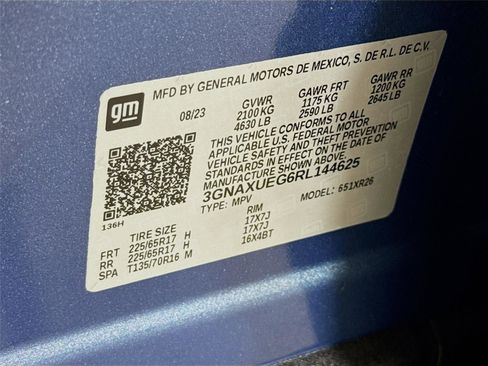 gm
MFD BY GENERAL MOTORS DE MEXICO, S. DE R.L. DE C.V.
08/23 GVWR GAWR FRT GAWR RR
2100 KG 1175 KG 1200 KG
4630 LB 2590 LB 2645 LB
THIS VEHICLE CONFORMS TO ALL
APPLICABLE U.S. FEDERAL MOTOR
VEHICLE SAFETY AND THEFT PREVENTION
STANDARDS IN EFFECT ON THE DATE OF
MANUFACTURE SHOWN ABOVE.
3GNAXUEG6RL144625
TYPE: MPV MODEL: 651XR26
136H
TIRE SIZE RIM
FRT 225/65R17 H 17X7J
RR 225/65R17 H 17X7J
SPA T135/70R16 M 16X4BT